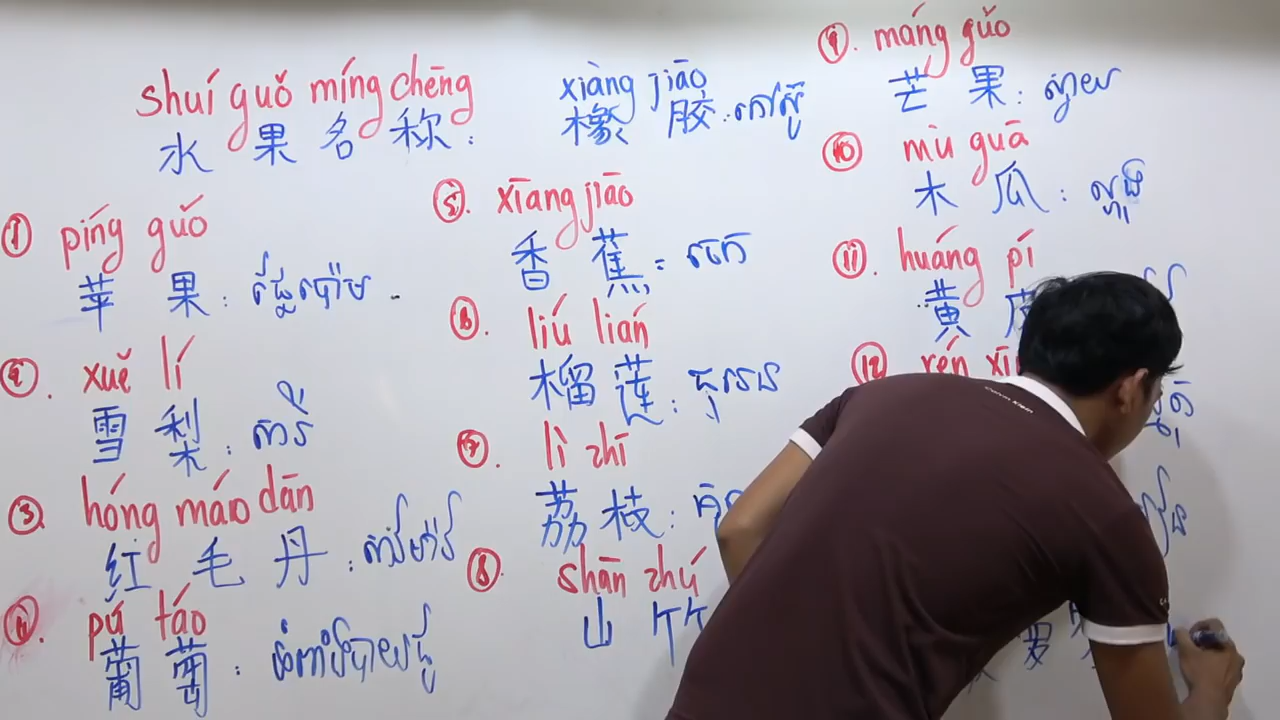 shuí guǒ míng chēng
水 果 名 称 :
xiàng jiāo
橡 胶 : កៅស៊ូ
① píng guǒ
苹 果 : ផ្លែប៉ោម
②. xuě lí
雪 梨 : សារី
③. hóng máo dān
红 毛 丹 : សាវម៉ាវ
④. pú táo
葡 萄 : ទំពាំងបាយជូ
⑤. xīang jiāo
香 蕉 : ចេក
⑥. liú lián
榴 莲 : ធូរេន
⑦. lì zhī
荔 枝 :
⑧. shān zhú
山 竹
⑨. máng guǒ
芒 果 : ស្វាយ
⑩ mù guā
木 瓜 : ល្ហុង
⑪. huáng pí
黄
⑫ rén